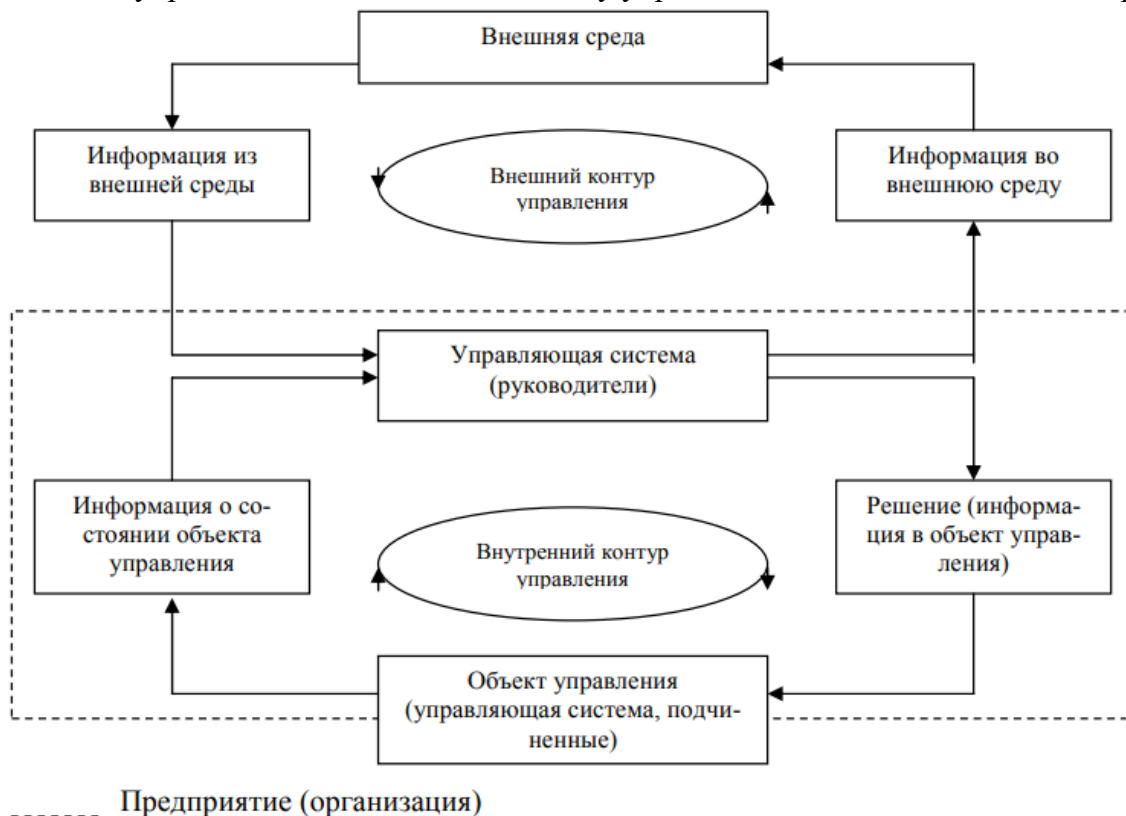 Внешняя среда
Информация из
внешней среды
Внешний контур
управления
Информация во
внешнюю среду
Управляющая система
(руководители)
Информация о со-
стоянии объекта
управления
Внутренний контур
управления
Решение (информа-
ция в объект управ-
ления)
Объект управления
(управляющая система, подчи-
ненные)
Предприятие (организация)